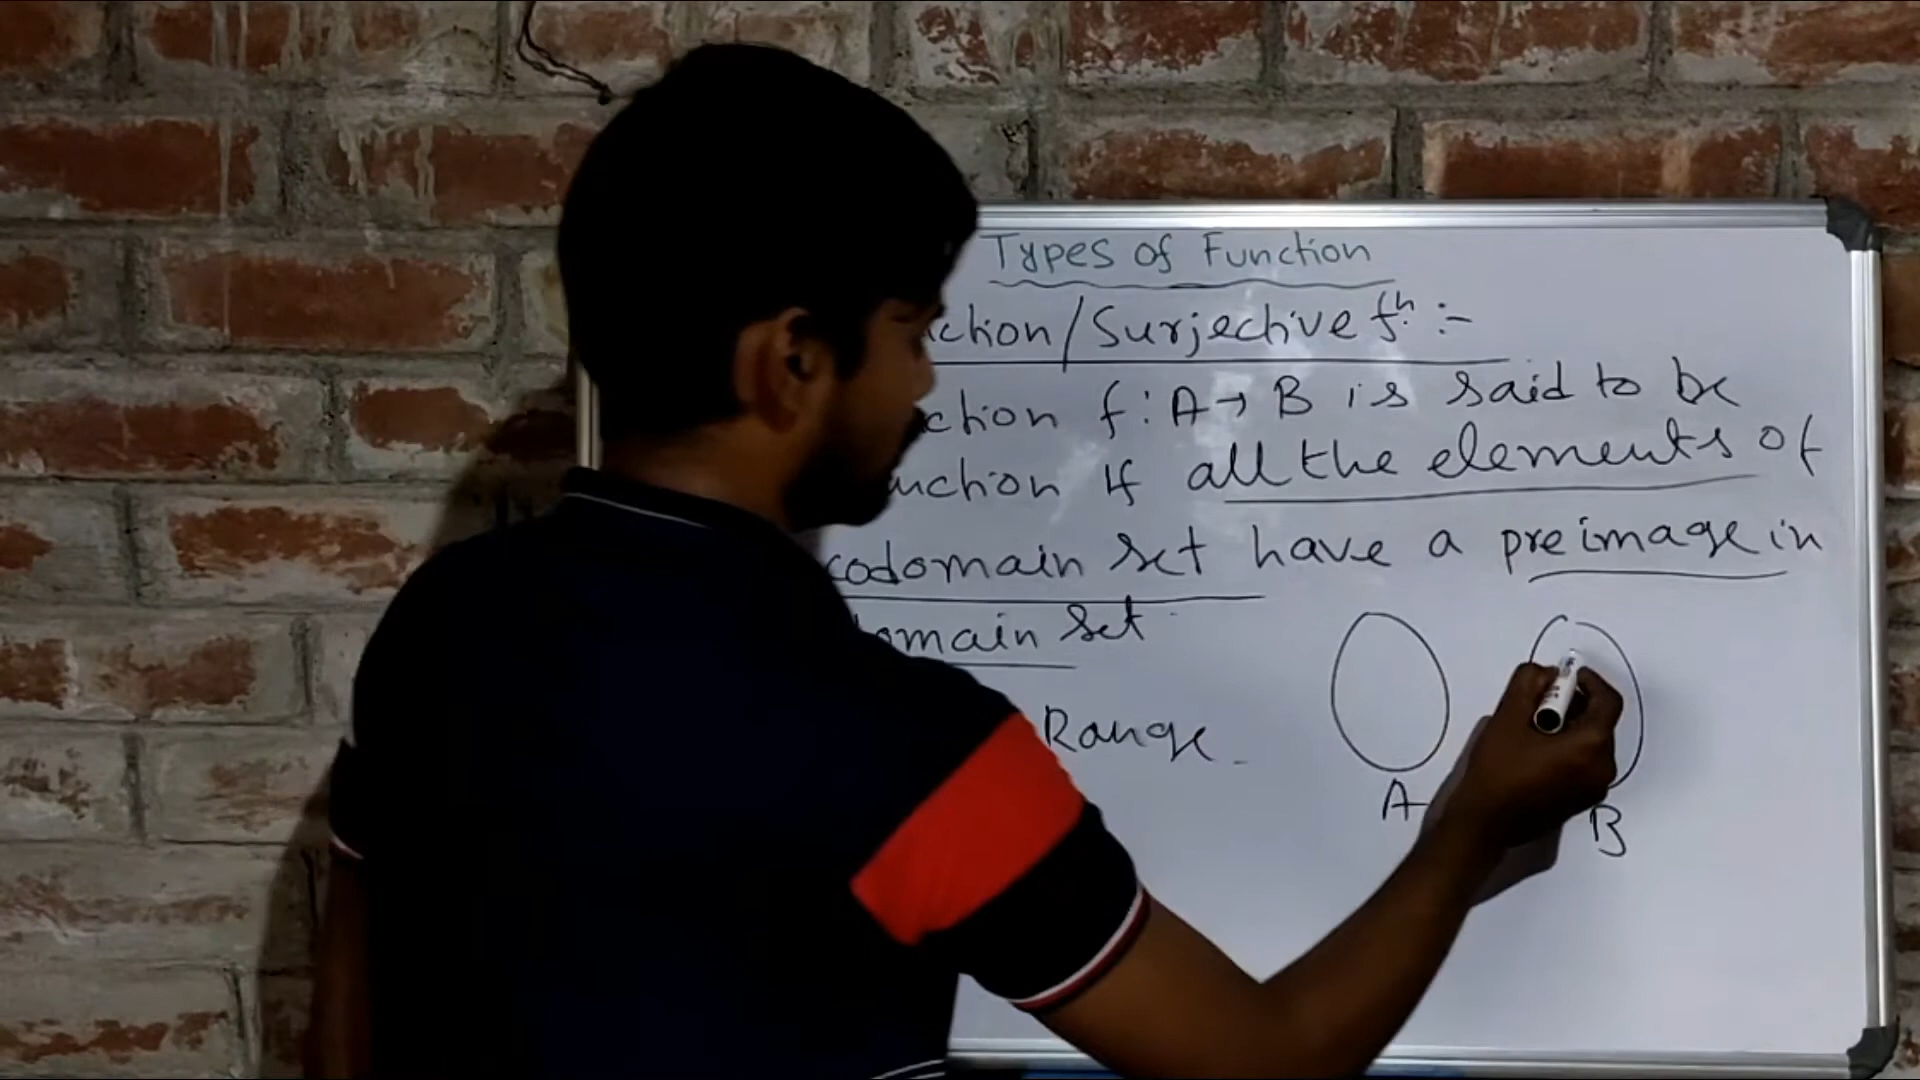 Types of Function
ction/Surjective fn :-
ction f: A → B is said to be
unction if all the elements of
codomain set have a preimage in
omain set
Range
A
B